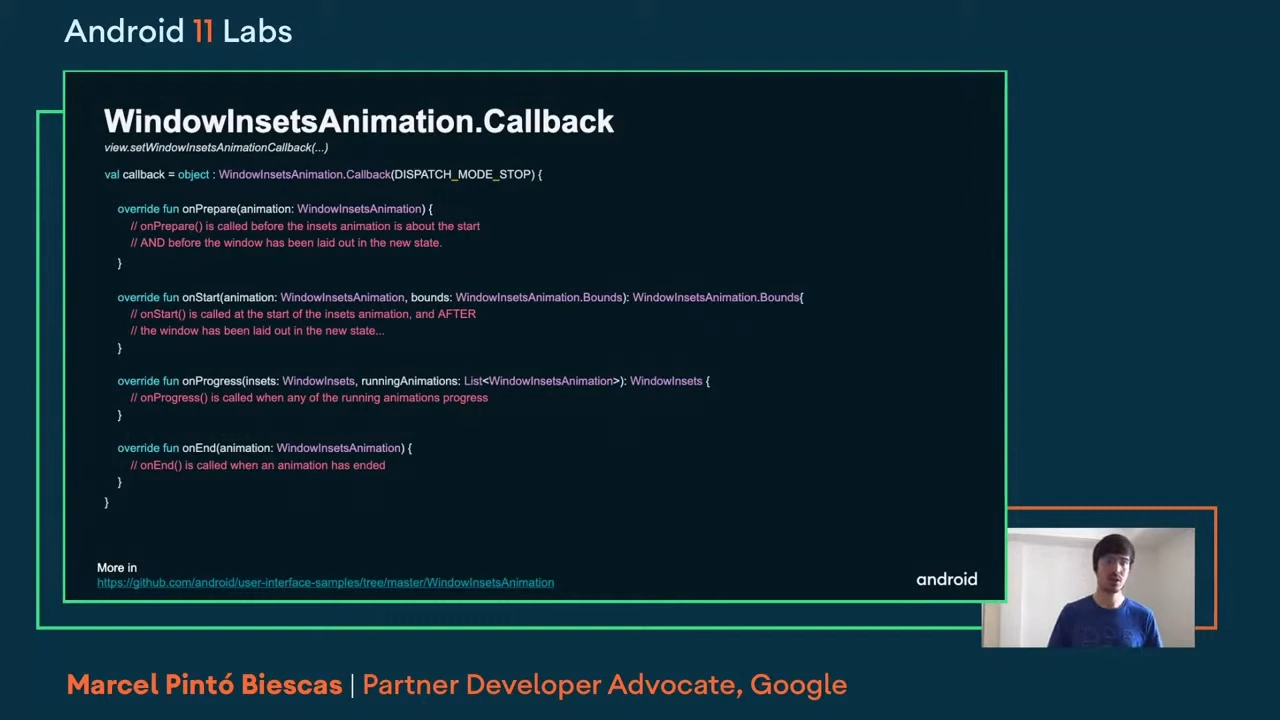 Android 11 Labs
WindowInsetsAnimation.Callback
view.setWindowInsetsAnimationCallback(...)
val callback = object : WindowInsetsAnimation.Callback(DISPATCH_MODE_STOP) {
override fun onPrepare(animation: WindowInsetsAnimation) {
// onPrepare() is called before the insets animation is about the start
// AND before the window has been laid out in the new state.
}
override fun onStart(animation: WindowInsetsAnimation, bounds: WindowInsetsAnimation.Bounds): WindowInsetsAnimation.Bounds{
// onStart() is called at the start of the insets animation, and AFTER
// the window has been laid out in the new state...
}
override fun onProgress(insets: WindowInsets, runningAnimations: List<WindowInsetsAnimation>): WindowInsets {
// onProgress() is called when any of the running animations progress
}
override fun onEnd(animation: WindowInsetsAnimation) {
// onEnd() is called when an animation has ended
}
}
More in
https://github.com/android/user-interface-samples/tree/master/WindowInsetsAnimation
android
Marcel Pintó Biescas | Partner Developer Advocate, Google